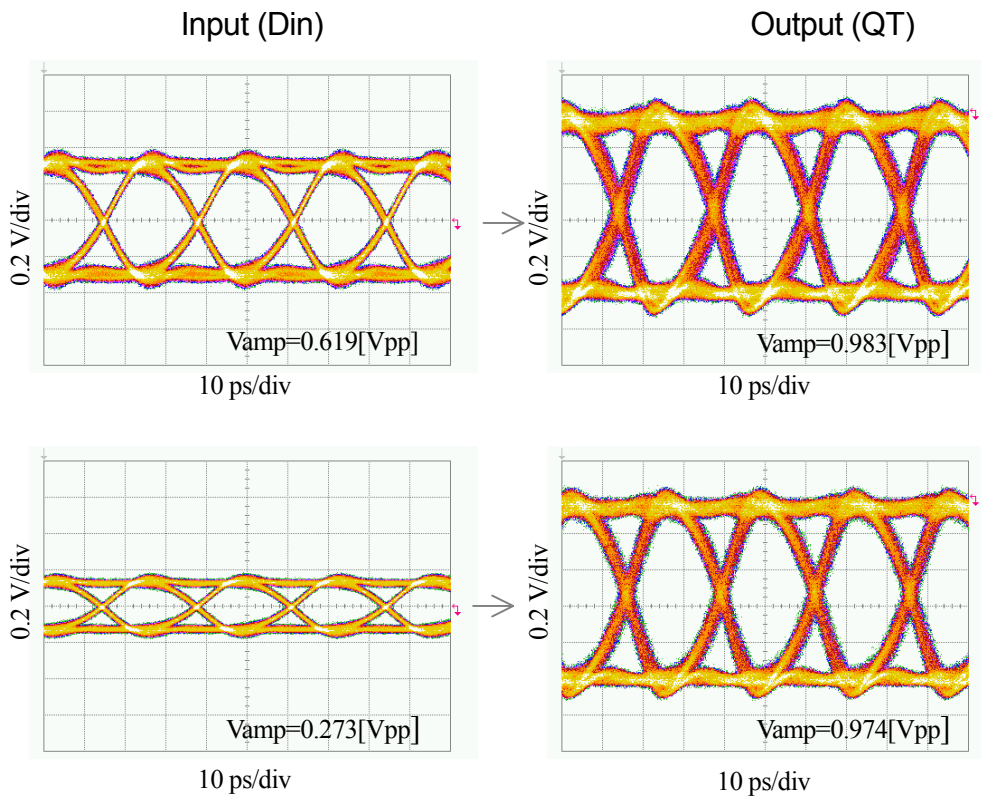 Input (Din)
Output (QT)
0.2 V/div
Vamp=0.619[Vpp]
10 ps/div
0.2 V/div
Vamp=0.983[Vpp]
10 ps/div
0.2 V/div
Vamp=0.273[Vpp]
10 ps/div
0.2 V/div
Vamp=0.974[Vpp]
10 ps/div